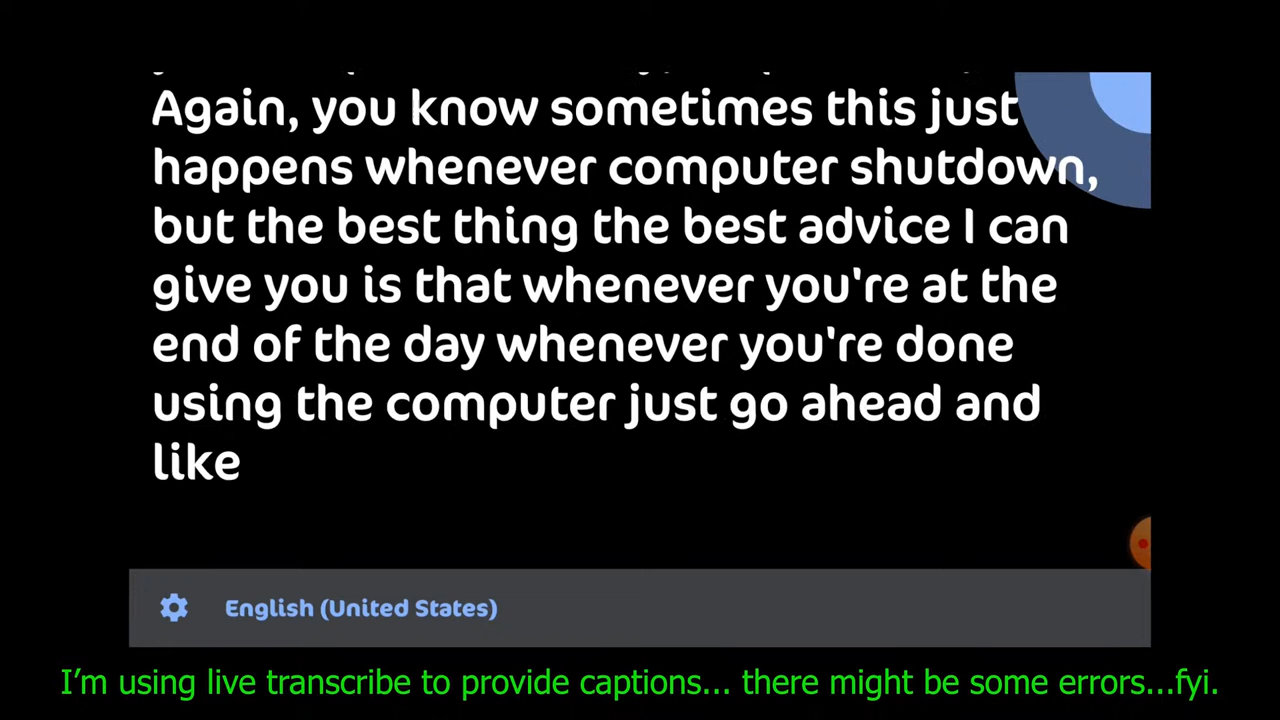 Again, you know sometimes this just
happens whenever computer shutdown,
but the best thing the best advice I can
give you is that whenever you're at the
end of the day whenever you're done
using the computer just go ahead and
like
English (United States)
I’m using live transcribe to provide captions... there might be some errors...fyi.